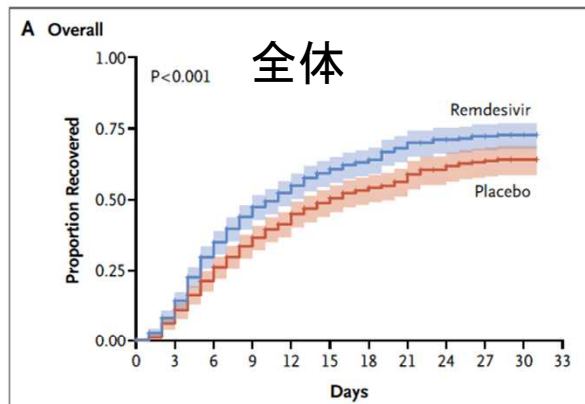 A Overall
1.00
P<0.001
全体
0.75
0.50
0.25
0.00
Proportion Recovered
Remdesivir
Placebo
0 3 6 9 12 15 18 21 24 27 30 33
Days